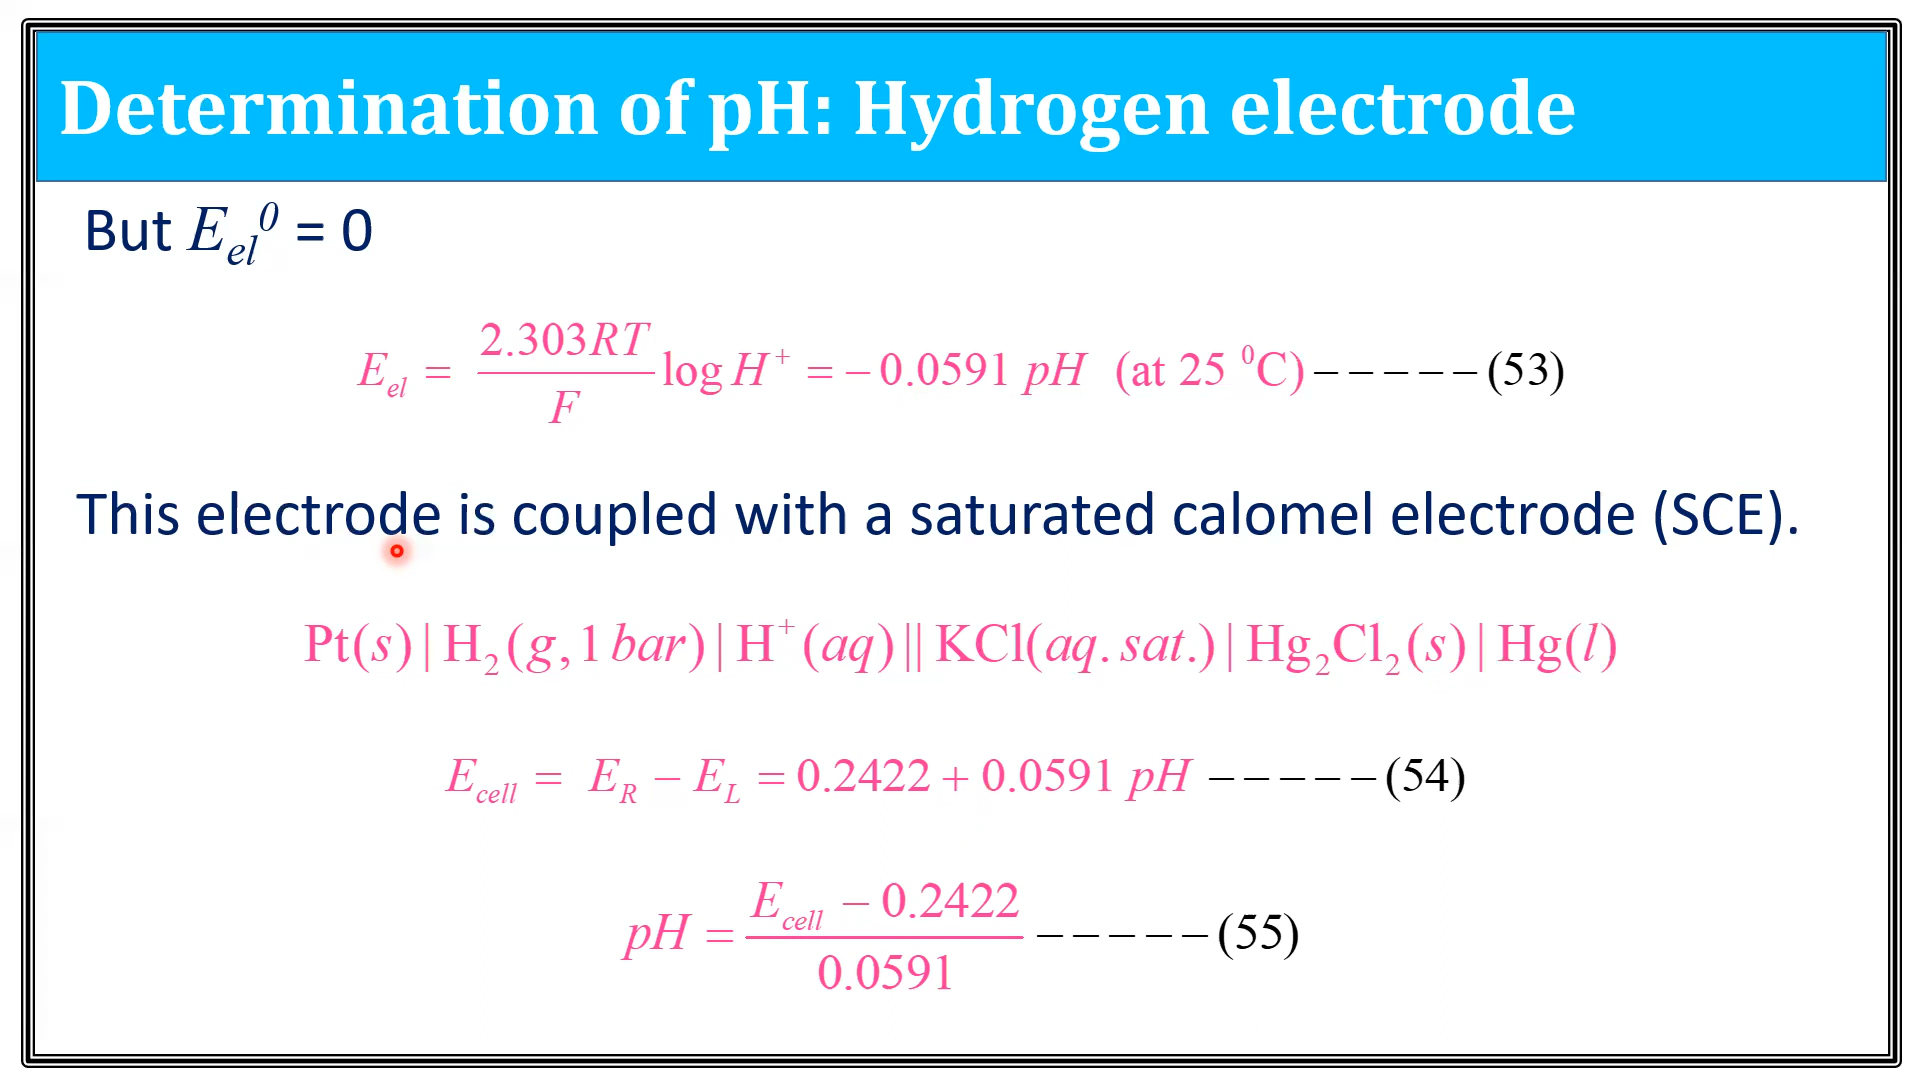 Determination of pH: Hydrogen electrode
But E_el^0 = 0
E_el = 2.303RT/F log H^+ = – 0.0591 pH (at 25 ^0C) – – – – – (53)
This electrode is coupled with a saturated calomel electrode (SCE).
Pt(s) | H_2(g, 1 bar) | H^+(aq) || KCl(aq. sat.) | Hg_2Cl_2(s) | Hg(l)
E_cell = E_R – E_L = 0.2422 + 0.0591 pH – – – – – (54)
pH = (E_cell – 0.2422)/0.0591 – – – – – (55)